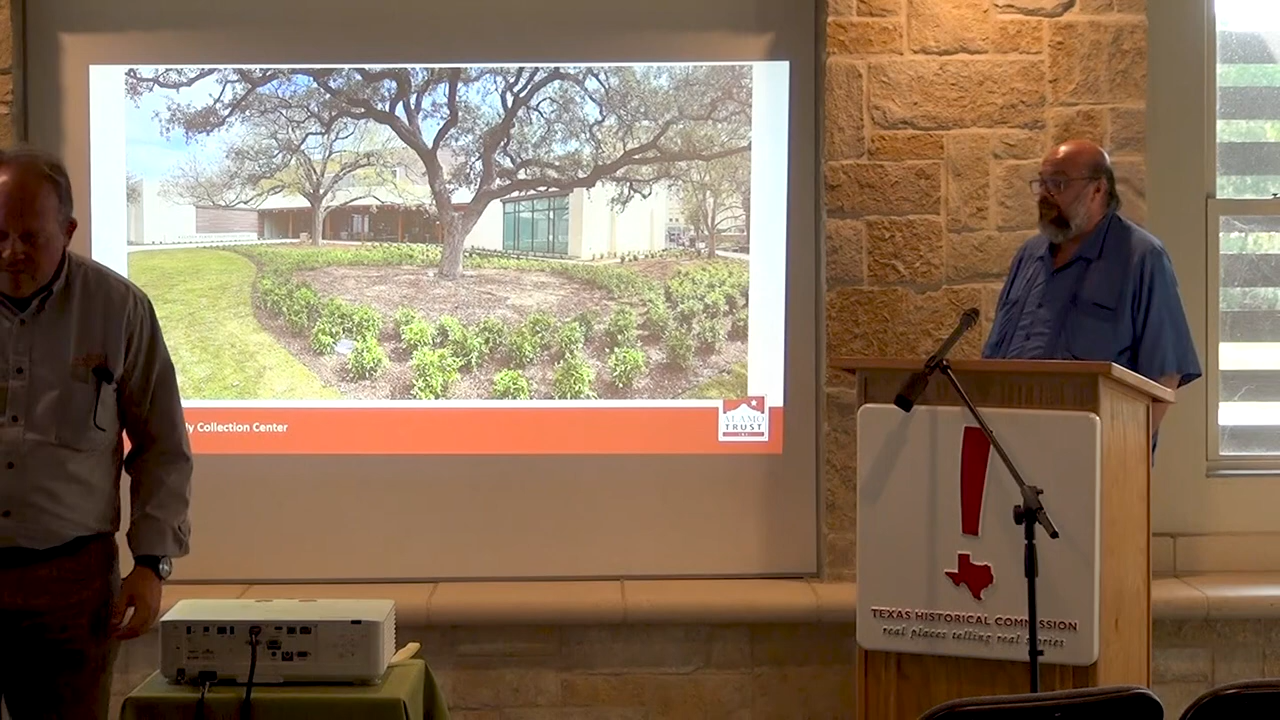 ly Collection Center
ALAMO
TRUST
TEXAS HISTORICAL COMMISSION
real places telling real stories